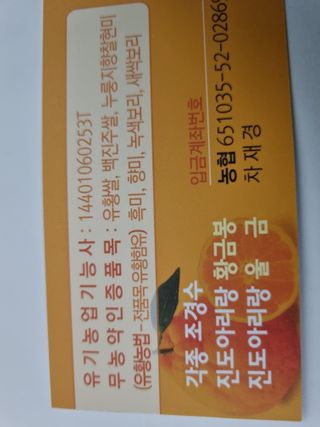 유기농업기능사 : 14401060253T
무농약인증품목 : 유황쌀, 백진주쌀, 누룽지향찰현미
(유황농법-전품목 유황함유) 흑미, 향미, 녹색보리, 새싹보리
입금계좌번호
농협 651035-52-02869
차재경
각종 조경수
진도아리랑 황금봉
진도아리랑 울 금